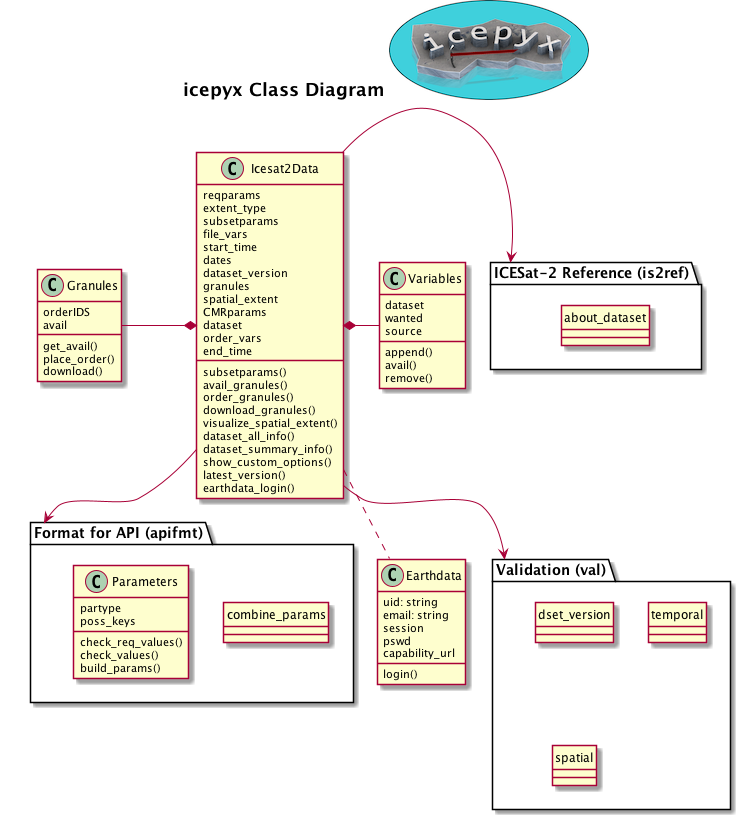 icepyx
icepyx Class Diagram
C Icesat2Data
reqparams
extent_type
subsetparams
file_vars
start_time
dates
dataset_version
granules
spatial_extent
CMRparams
dataset
order_vars
end_time
subsetparams()
avail_granules()
order_granules()
download_granules()
visualize_spatial_extent()
dataset_all_info()
dataset_summary_info()
show_custom_options()
latest_version()
earthdata_login()
C Granules
orderIDS
avail
get_avail()
place_order()
download()
C Variables
dataset
wanted
source
append()
avail()
remove()
ICESat-2 Reference (is2ref)
about_dataset
Format for API (apifmt)
C Parameters
partype
poss_keys
check_req_values()
check_values()
build_params()
combine_params
C Earthdata
uid: string
email: string
session
pswd
capability_url
login()
Validation (val)
dset_version
temporal
spatial